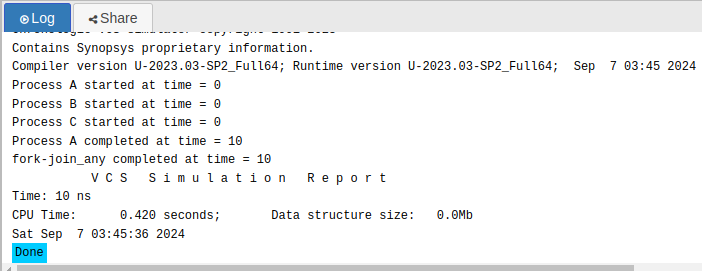 Log
Share
Contains Synopsys proprietary information.
Compiler version U-2023.03-SP2_Full64; Runtime version U-2023.03-SP2_Full64;  Sep  7 03:45 2024
Process A started at time = 0
Process B started at time = 0
Process C started at time = 0
Process A completed at time = 10
fork-join_any completed at time = 10
           V C S   S i m u l a t i o n   R e p o r t
Time: 10 ns
CPU Time:      0.420 seconds;       Data structure size:   0.0Mb
Sat Sep  7 03:45:36 2024
Done